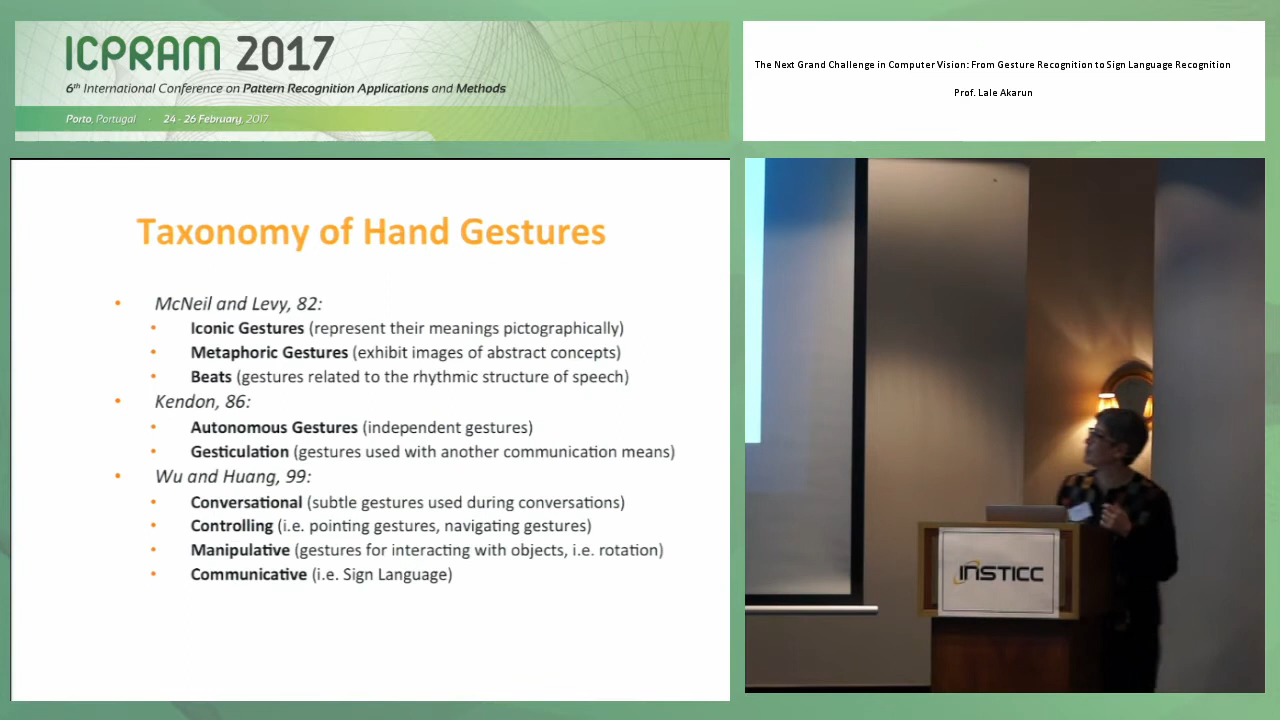 ICPRAM 2017
6th International Conference on Pattern Recognition Applications and Methods
Porto, Portugal · 24 - 26 February, 2017
The Next Grand Challenge in Computer Vision: From Gesture Recognition to Sign Language Recognition
Prof. Lale Akarun
Taxonomy of Hand Gestures
• McNeil and Levy, 82:
• Iconic Gestures (represent their meanings pictographically)
• Metaphoric Gestures (exhibit images of abstract concepts)
• Beats (gestures related to the rhythmic structure of speech)
• Kendon, 86:
• Autonomous Gestures (independent gestures)
• Gesticulation (gestures used with another communication means)
• Wu and Huang, 99:
• Conversational (subtle gestures used during conversations)
• Controlling (i.e. pointing gestures, navigating gestures)
• Manipulative (gestures for interacting with objects, i.e. rotation)
• Communicative (i.e. Sign Language)
INSTICC